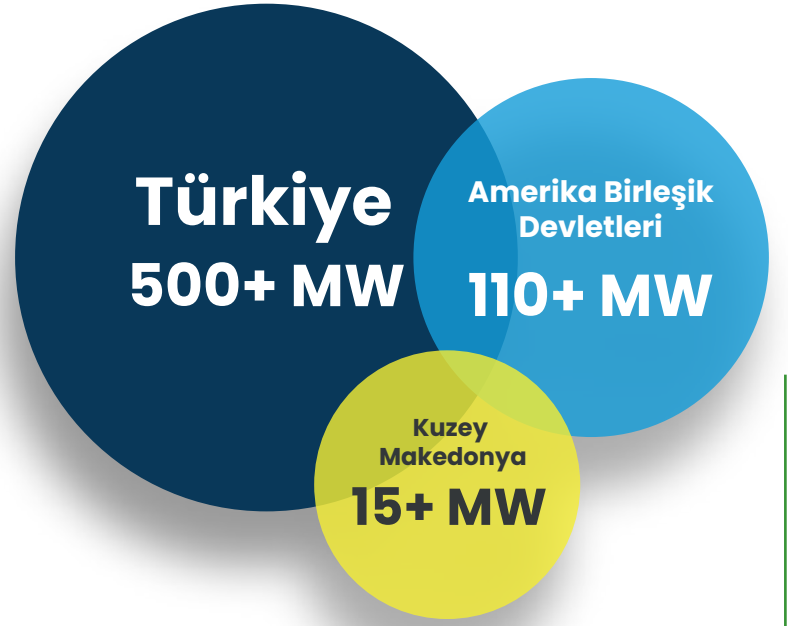 Türkiye
500+ MW
Amerika Birleşik
Devletleri
110+ MW
Kuzey
Makedonya
15+ MW